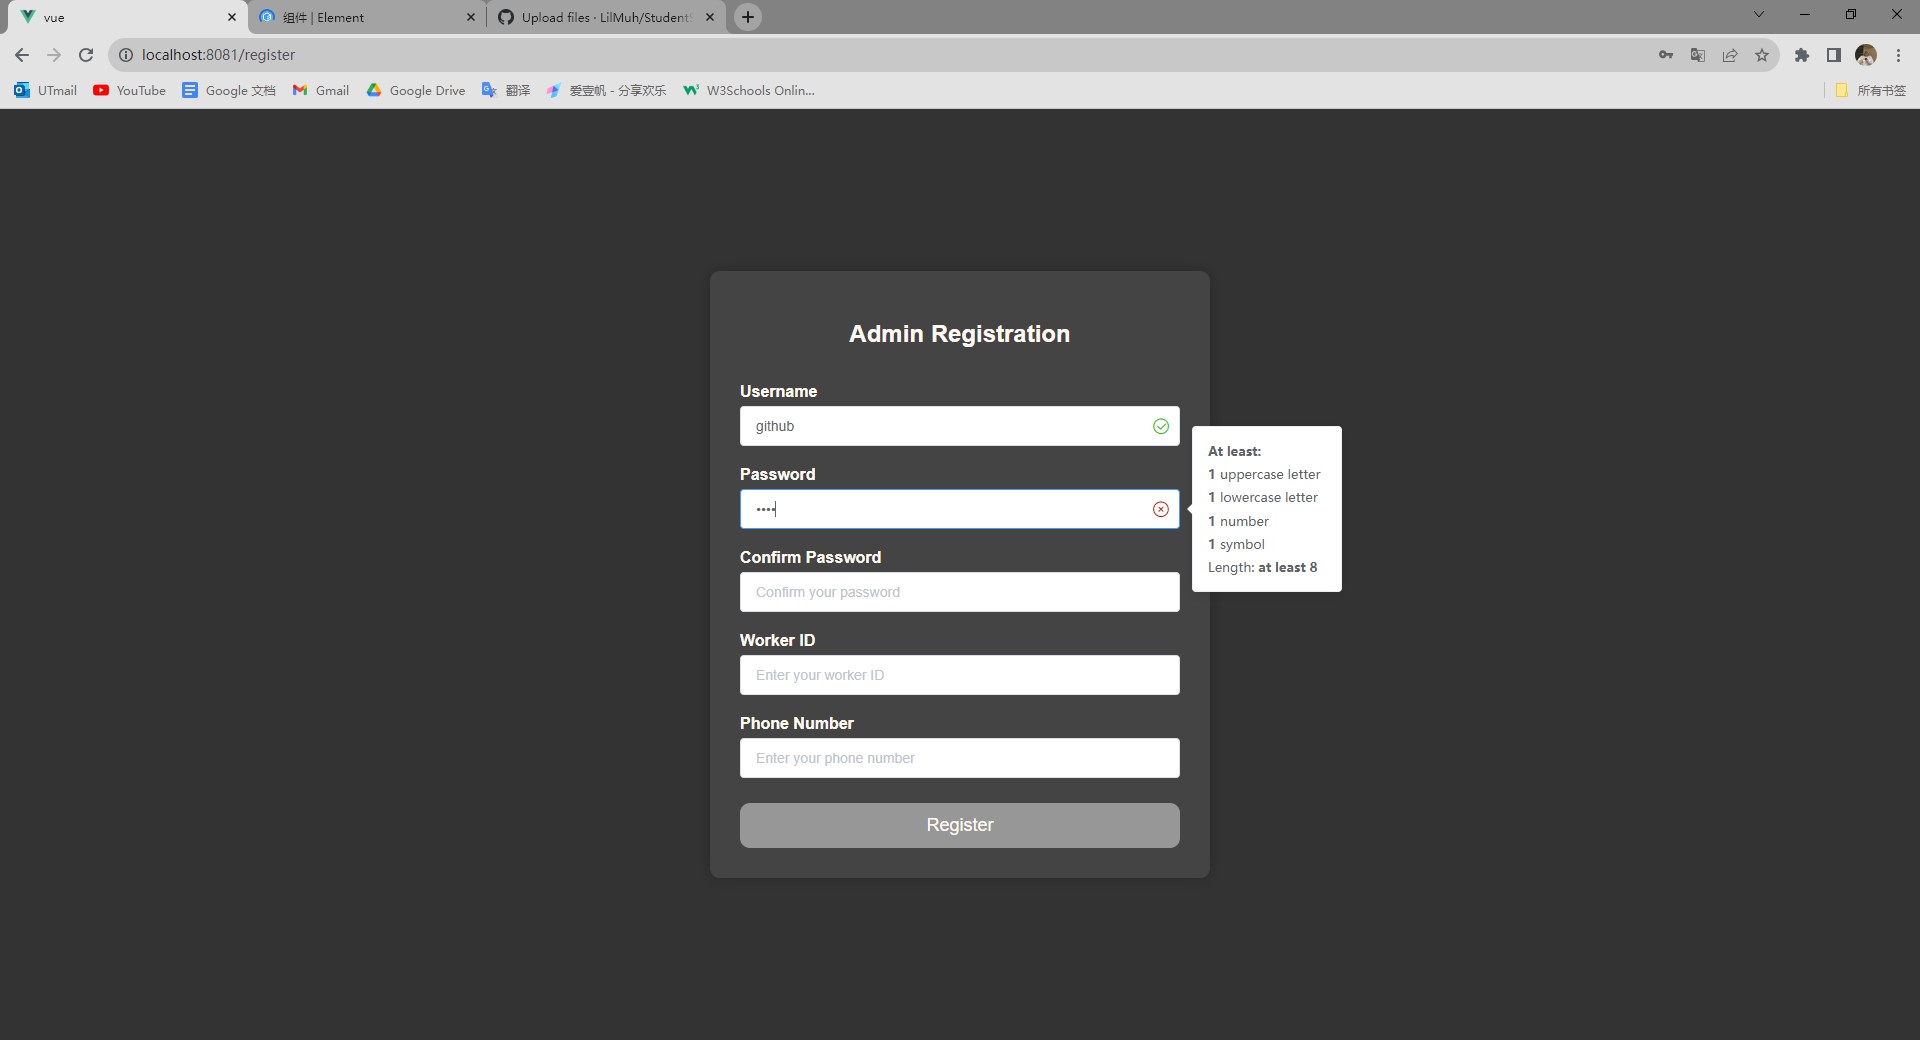 vue
组件 | Element
Upload files · LilMuh/Student
localhost:8081/register
UTmail
YouTube
Google 文档
Gmail
Google Drive
翻译
爱壹帆 - 分享欢乐
W3Schools Onlin...
所有书签
Admin Registration
Username
github
Password
••••
At least:
1 uppercase letter
1 lowercase letter
1 number
1 symbol
Length: at least 8
Confirm Password
Confirm your password
Worker ID
Enter your worker ID
Phone Number
Enter your phone number
Register